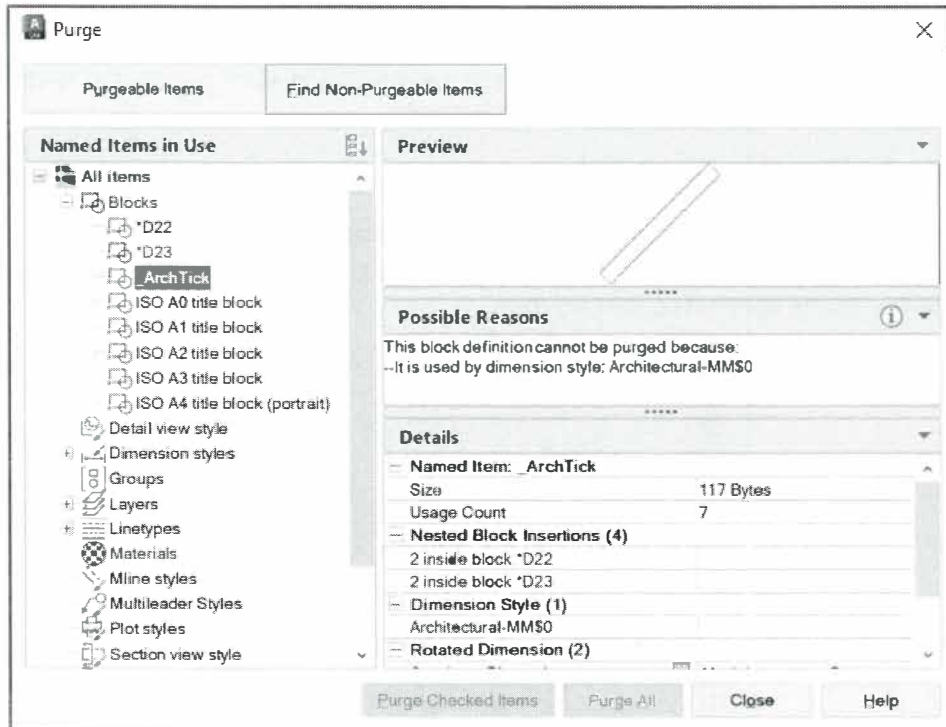 Purge
Purgeable Items
Find Non-Purgeable Items
Named Items in Use
All items
Blocks
*D22
*D23
_ArchTick
ISO A0 title block
ISO A1 title block
ISO A2 title block
ISO A3 title block
ISO A4 title block (portrait)
Detail view style
Dimension styles
Groups
Layers
Linetypes
Materials
Mline styles
Multileader Styles
Plot styles
Section view style
Preview
Possible Reasons
This block definition cannot be purged because:
--It is used by dimension style: Architectural-MM$0
Details
Named Item: _ArchTick
Size 117 Bytes
Usage Count 7
Nested Block Insertions (4)
2 inside block *D22
2 inside block *D23
Dimension Style (1)
Architectural-MM$0
Rotated Dimension (2)
Purge Checked Items
Purge All
Close
Help